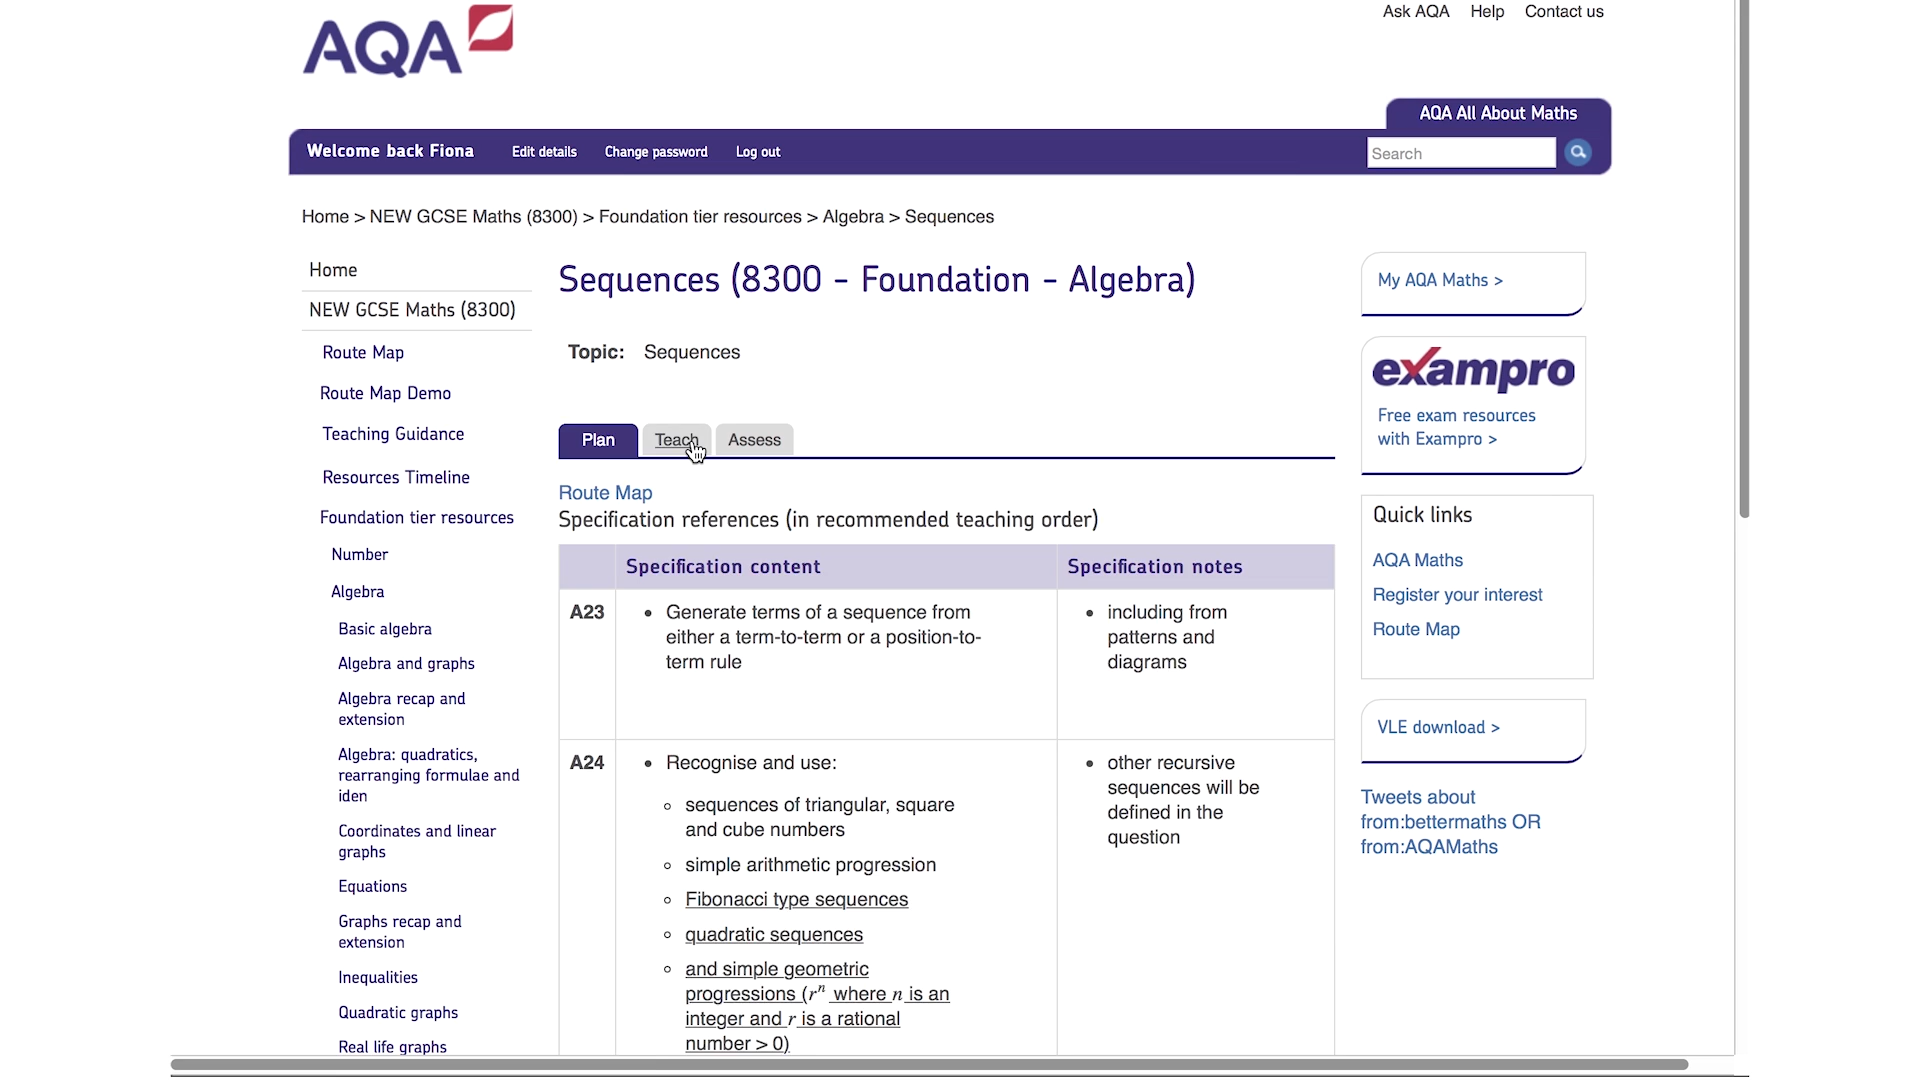 AQA
Ask AQA Help Contact us
AQA All About Maths
Welcome back Fiona Edit details Change password Log out
Search
Home > NEW GCSE Maths (8300) > Foundation tier resources > Algebra > Sequences
Home
NEW GCSE Maths (8300)
Route Map
Route Map Demo
Teaching Guidance
Resources Timeline
Foundation tier resources
Number
Algebra
Basic algebra
Algebra and graphs
Algebra recap and
extension
Algebra: quadratics,
rearranging formulae and
iden
Coordinates and linear
graphs
Equations
Graphs recap and
extension
Inequalities
Quadratic graphs
Real life graphs
Sequences (8300 - Foundation - Algebra)
Topic: Sequences
Plan Teach Assess
Route Map
Specification references (in recommended teaching order)
Specification content Specification notes
A23
• Generate terms of a sequence from
either a term-to-term or a position-to-
term rule
• including from
patterns and
diagrams
A24
• Recognise and use:
◦ sequences of triangular, square
and cube numbers
◦ simple arithmetic progression
◦ Fibonacci type sequences
◦ quadratic sequences
◦ and simple geometric
progressions (rⁿ where n is an
integer and r is a rational
number > 0)
• other recursive
sequences will be
defined in the
question
My AQA Maths >
exampro
Free exam resources
with Exampro >
Quick links
AQA Maths
Register your interest
Route Map
VLE download >
Tweets about
from:bettermaths OR
from:AQAMaths